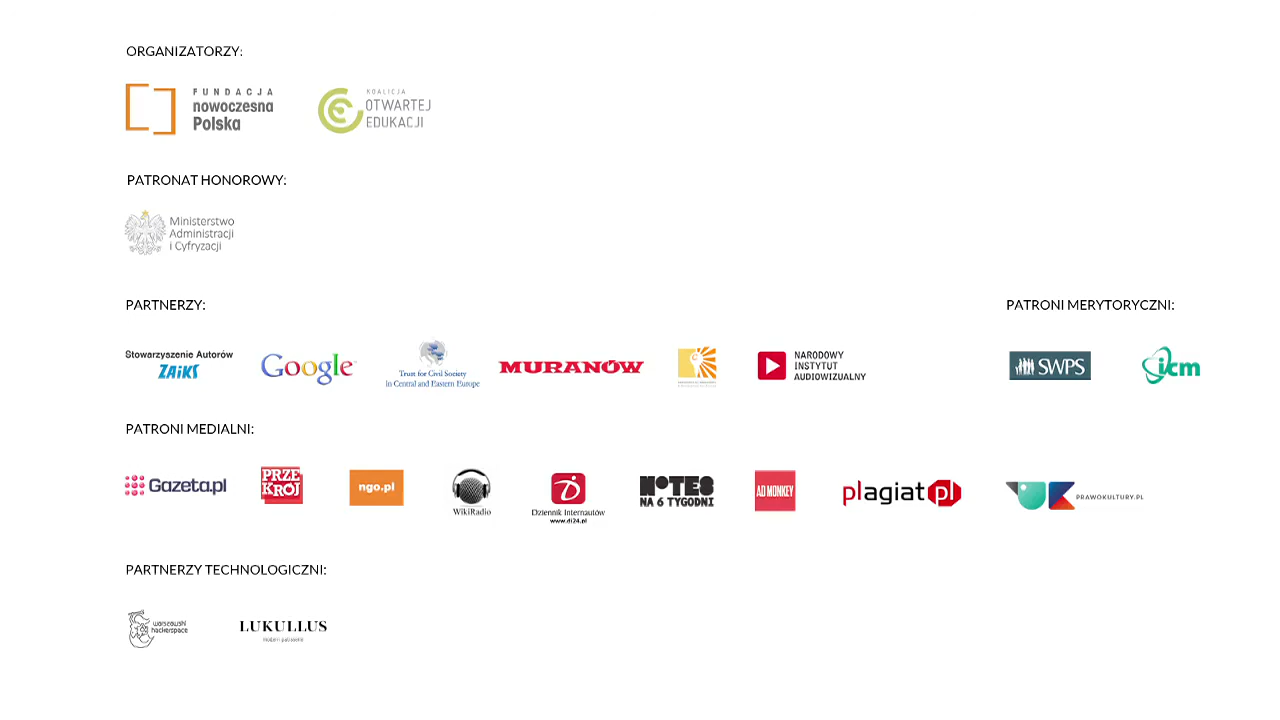 ORGANIZATORZY:
FUNDACJA
nowoczesna
Polska
KOALICJA
OTWARTEJ
EDUKACJI
PATRONAT HONOROWY:
Ministerstwo
Administracji
i Cyfryzacji
PARTNERZY:
Stowarzyszenie Autorów
ZAiKS
Google
Trust for Civil Society
in Central and Eastern Europe
MURANÓW
NARODOWY
INSTYTUT
AUDIOWIZUALNY
PATRONI MERYTORYCZNI:
SWPS
icm
PATRONI MEDIALNI:
Gazeta.pl
PRZE
KRÓJ
ngo.pl
WikiRadio
Dziennik Internautów
www.di24.pl
NOTES
NA 6 TYGODNI
AD MONKEY
plagiat pl
PRAWOKULTURY.PL
PARTNERZY TECHNOLOGICZNI:
warszawski
hackerspace
LUKULLUS
modern patisserie